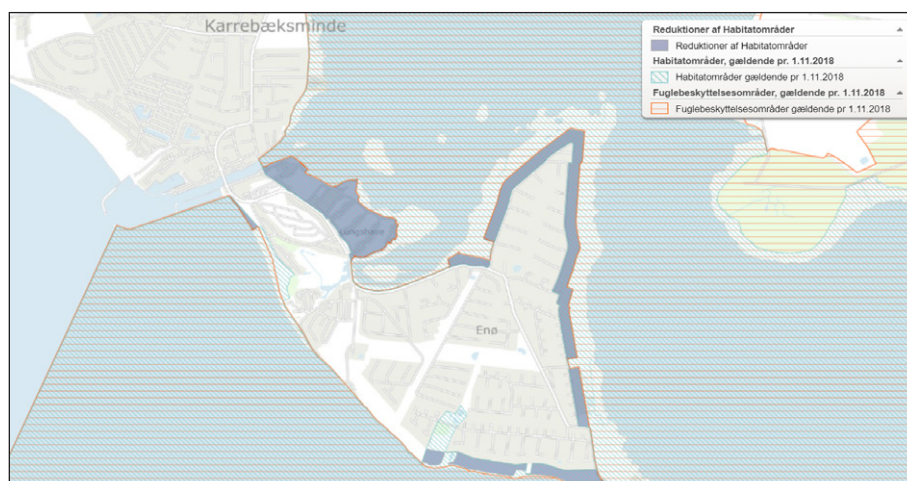 Karrebæksminde
Reduktioner af Habitatområder
Reduktioner af Habitatområder
Habitatområder, gældende pr. 1.11.2018
Habitatområder gældende pr 1.11.2018
Fuglebeskyttelsesområder, gældende pr. 1.11.2018
Fuglebeskyttelsesområder gældende pr 1.11.2018
Lungshave
Enø